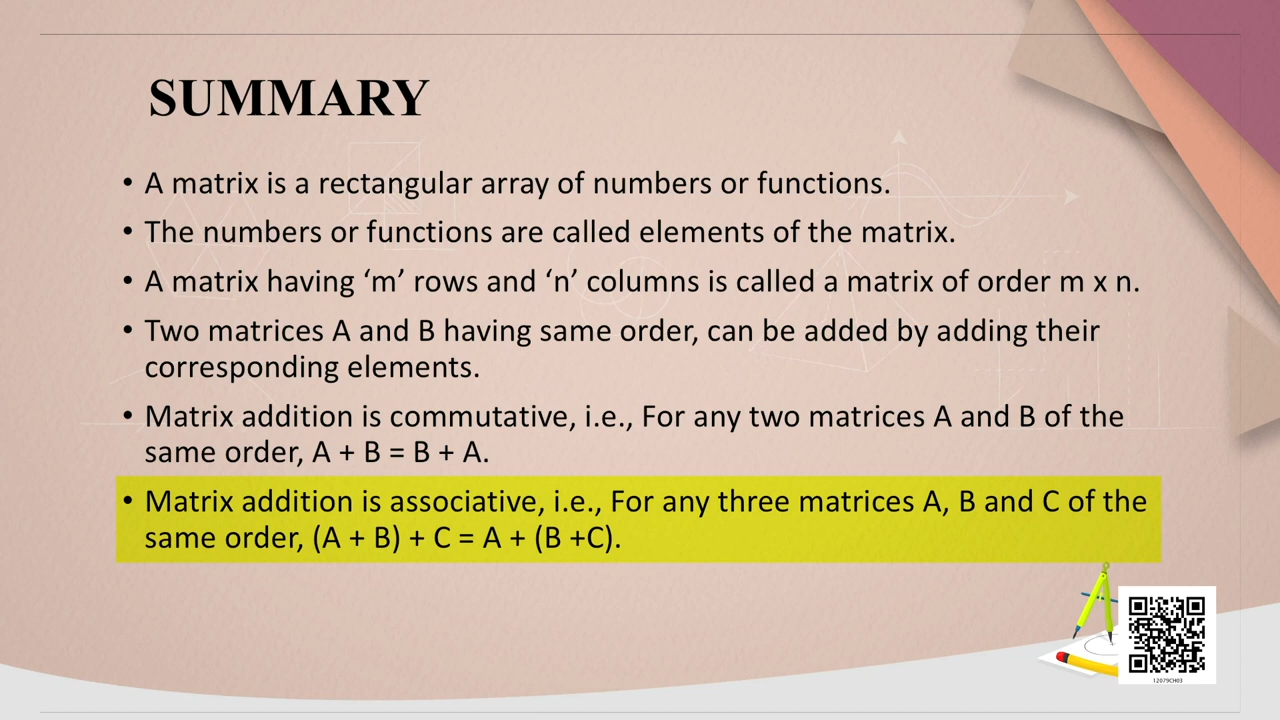 SUMMARY
• A matrix is a rectangular array of numbers or functions.
• The numbers or functions are called elements of the matrix.
• A matrix having ‘m’ rows and ‘n’ columns is called a matrix of order m x n.
• Two matrices A and B having same order, can be added by adding their
corresponding elements.
• Matrix addition is commutative, i.e., For any two matrices A and B of the
same order, A + B = B + A.
• Matrix addition is associative, i.e., For any three matrices A, B and C of the
same order, (A + B) + C = A + (B +C).
12079CH03